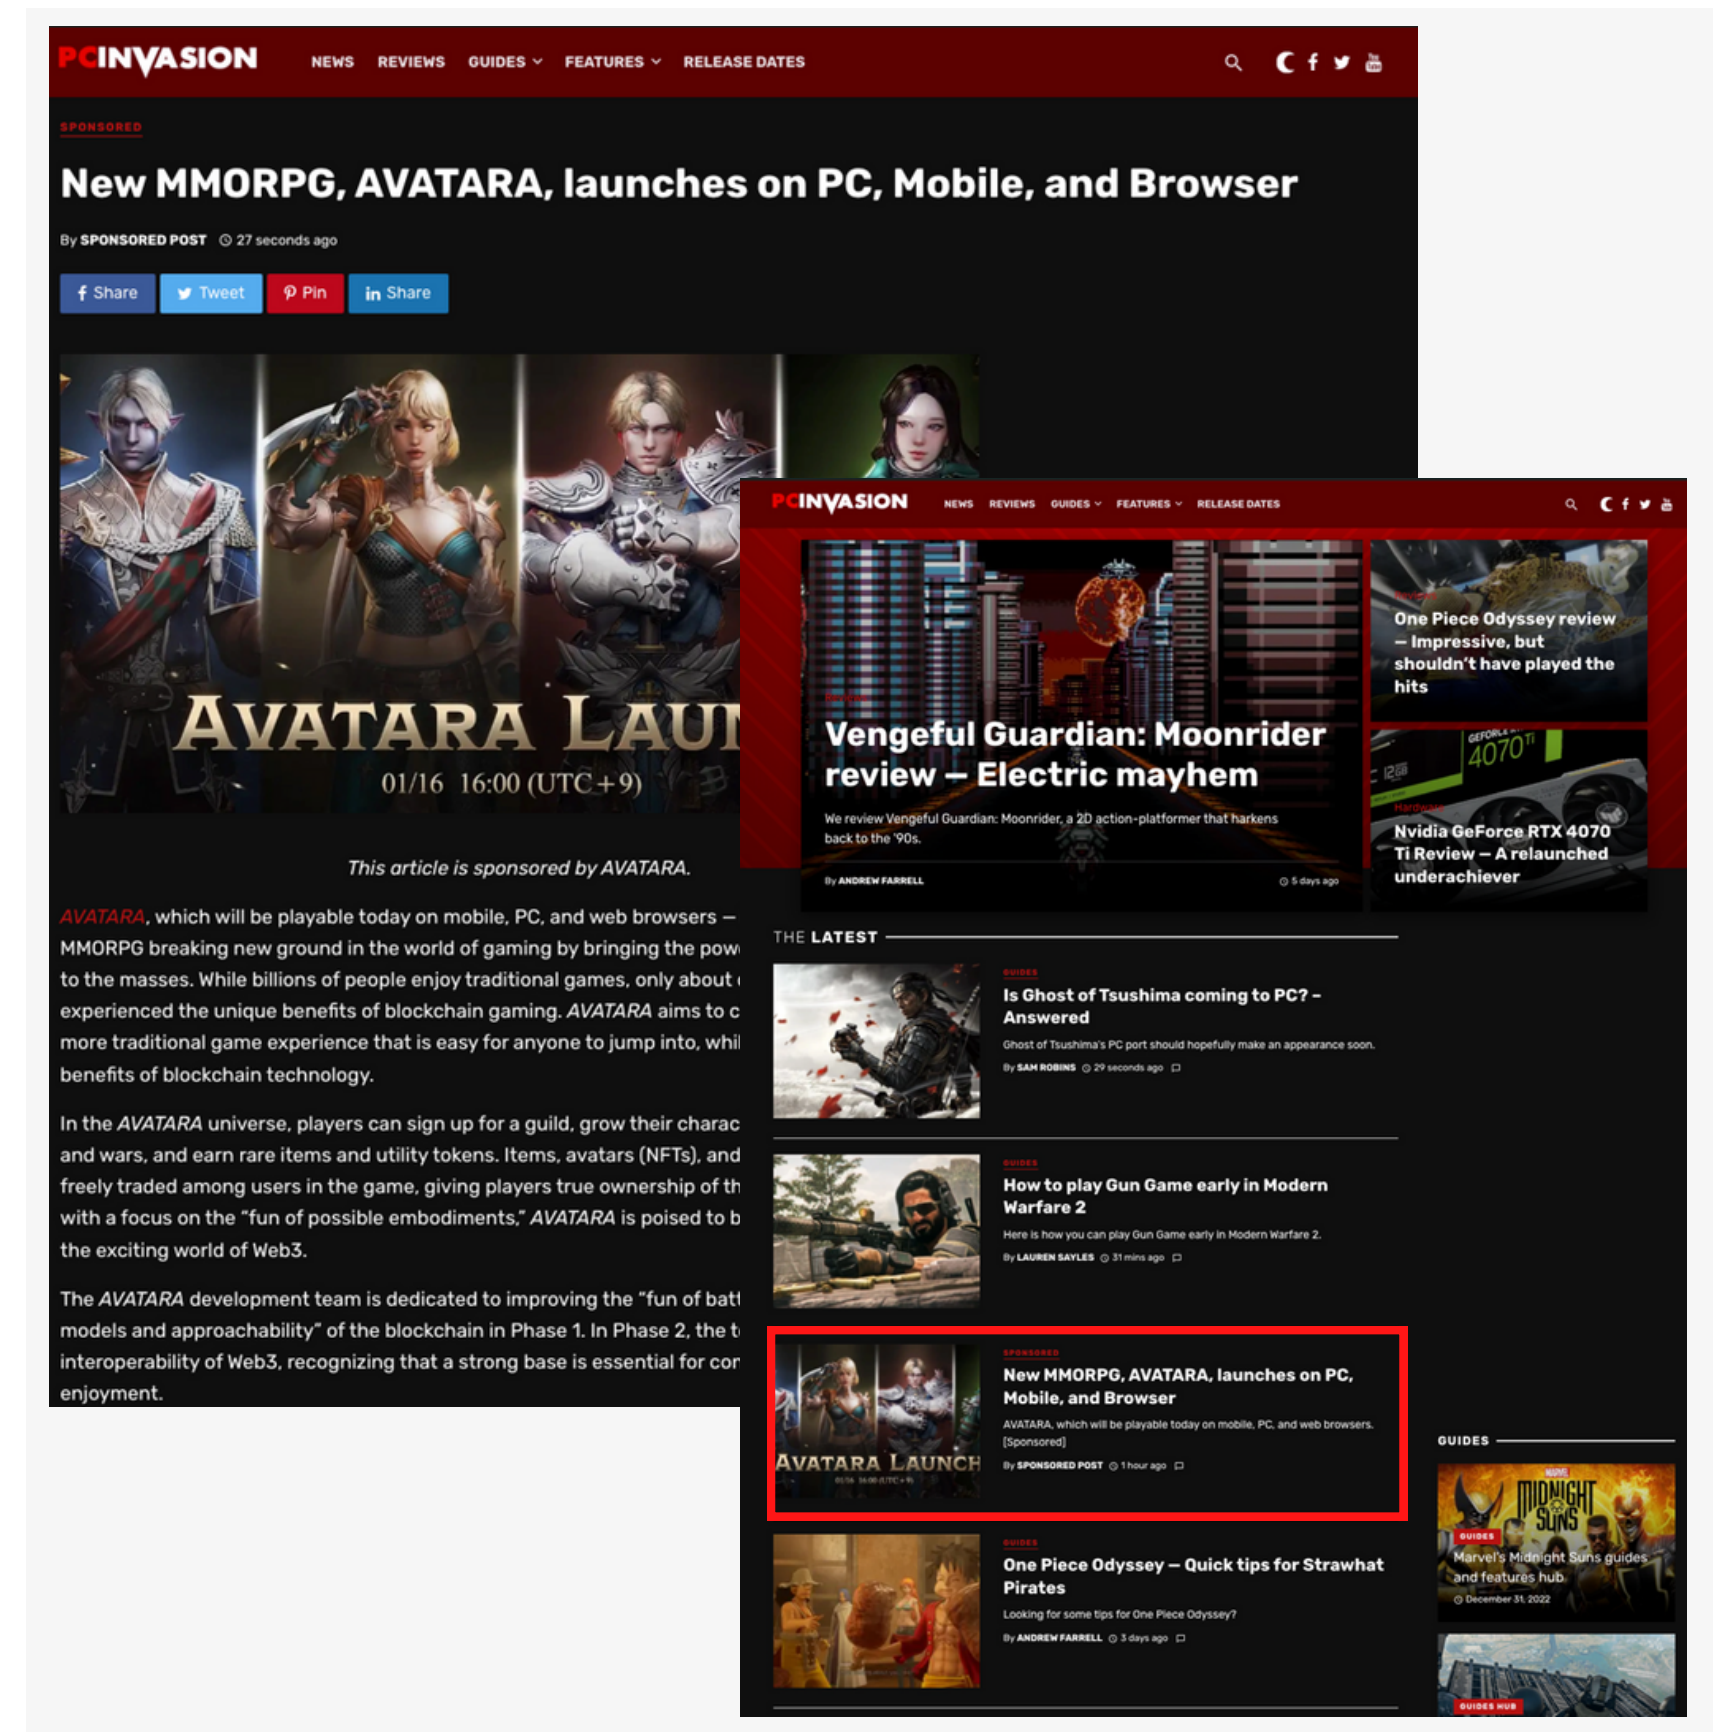 PCINVASION NEWS REVIEWS GUIDES FEATURES RELEASE DATES
SPONSORED
New MMORPG, AVATARA, launches on PC, Mobile, and Browser
By SPONSORED POST 27 seconds ago
Share Tweet Pin in Share
AVATARA LAUN
01/16 16:00 (UTC+9)
This article is sponsored by AVATARA.
AVATARA, which will be playable today on mobile, PC, and web browsers —
MMORPG breaking new ground in the world of gaming by bringing the pow
to the masses. While billions of people enjoy traditional games, only about
experienced the unique benefits of blockchain gaming. AVATARA aims to c
more traditional game experience that is easy for anyone to jump into, whil
benefits of blockchain technology.
In the AVATARA universe, players can sign up for a guild, grow their charac
and wars, and earn rare items and utility tokens. Items, avatars (NFTs), and
freely traded among users in the game, giving players true ownership of th
with a focus on the “fun of possible embodiments,” AVATARA is poised to b
the exciting world of Web3.
The AVATARA development team is dedicated to improving the “fun of batt
models and approachability” of the blockchain in Phase 1. In Phase 2, the t
interoperability of Web3, recognizing that a strong base is essential for con
enjoyment.
PCINVASION NEWS REVIEWS GUIDES FEATURES RELEASE DATES
Reviews
Vengeful Guardian: Moonrider
review — Electric mayhem
We review Vengeful Guardian: Moonrider, a 2D action-platformer that harkens
back to the '90s.
By ANDREW FARRELL 5 days ago
Reviews
One Piece Odyssey review
— Impressive, but
shouldn't have played the
hits
4070 Ti
12GB
Hardware
Nvidia GeForce RTX 4070
Ti Review — A relaunched
underachiever
THE LATEST
GUIDES
Is Ghost of Tsushima coming to PC? –
Answered
Ghost of Tsushima's PC port should hopefully make an appearance soon.
By SAM ROBINS 29 seconds ago
GUIDES
How to play Gun Game early in Modern
Warfare 2
Here is how you can play Gun Game early in Modern Warfare 2.
By LAUREN SAYLES 31 mins ago
SPONSORED
New MMORPG, AVATARA, launches on PC,
Mobile, and Browser
AVATARA, which will be playable today on mobile, PC, and web browsers.
[Sponsored]
By SPONSORED POST 1 hour ago
AVATARA LAUNCH
01/16 16:00 (UTC+9)
GUIDES
One Piece Odyssey — Quick tips for Strawhat
Pirates
Looking for some tips for One Piece Odyssey?
By ANDREW FARRELL 3 days ago
GUIDES
MARVEL
MIDNIGHT
SUNS
GUIDES
Marvel's Midnight Suns guides
and features hub
December 31, 2022
GUIDES HUB